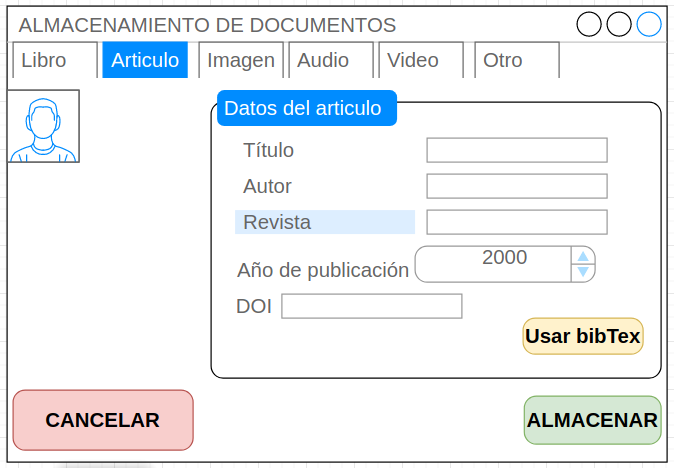 ALMACENAMIENTO DE DOCUMENTOS
Libro Articulo Imagen Audio Video Otro
Datos del articulo
Título
Autor
Revista
Año de publicación 2000
DOI
Usar bibTex
CANCELAR ALMACENAR